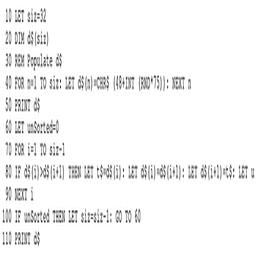 10 LET siz=32
20 DIM d$(siz)
30 REM Populate d$
40 FOR n=1 TO siz: LET d$(n)=CHR$ (48+INT (RND*75)): NEXT n
50 PRINT d$
60 LET unSorted=0
70 FOR i=1 TO siz-1
80 IF d$(i)>d$(i+1) THEN LET t$=d$(i): LET d$(i)=d$(i+1): LET d$(i+1)=t$: LET u
90 NEXT i
100 IF unSorted THEN LET siz=siz-1: GO TO 60
110 PRINT d$